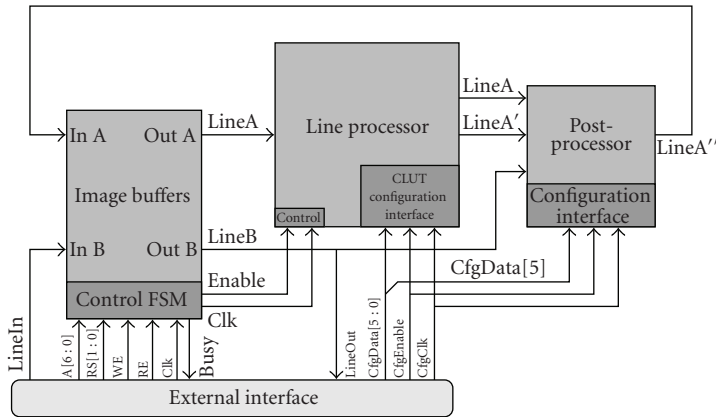 LineA
In A
Out A
LineA
Line processor
LineA'
Post-
processor
LineA''
CLUT
configuration
interface
Image buffers
Control
Configuration
interface
In B
Out B
LineB
Enable
CfgData[5]
Control FSM
Clk
LineIn
A[6 : 0]
RS[1 : 0]
WE
RE
Clk
Busy
LineOut
CfgData[5 : 0]
CfgEnable
CfgClk
External interface